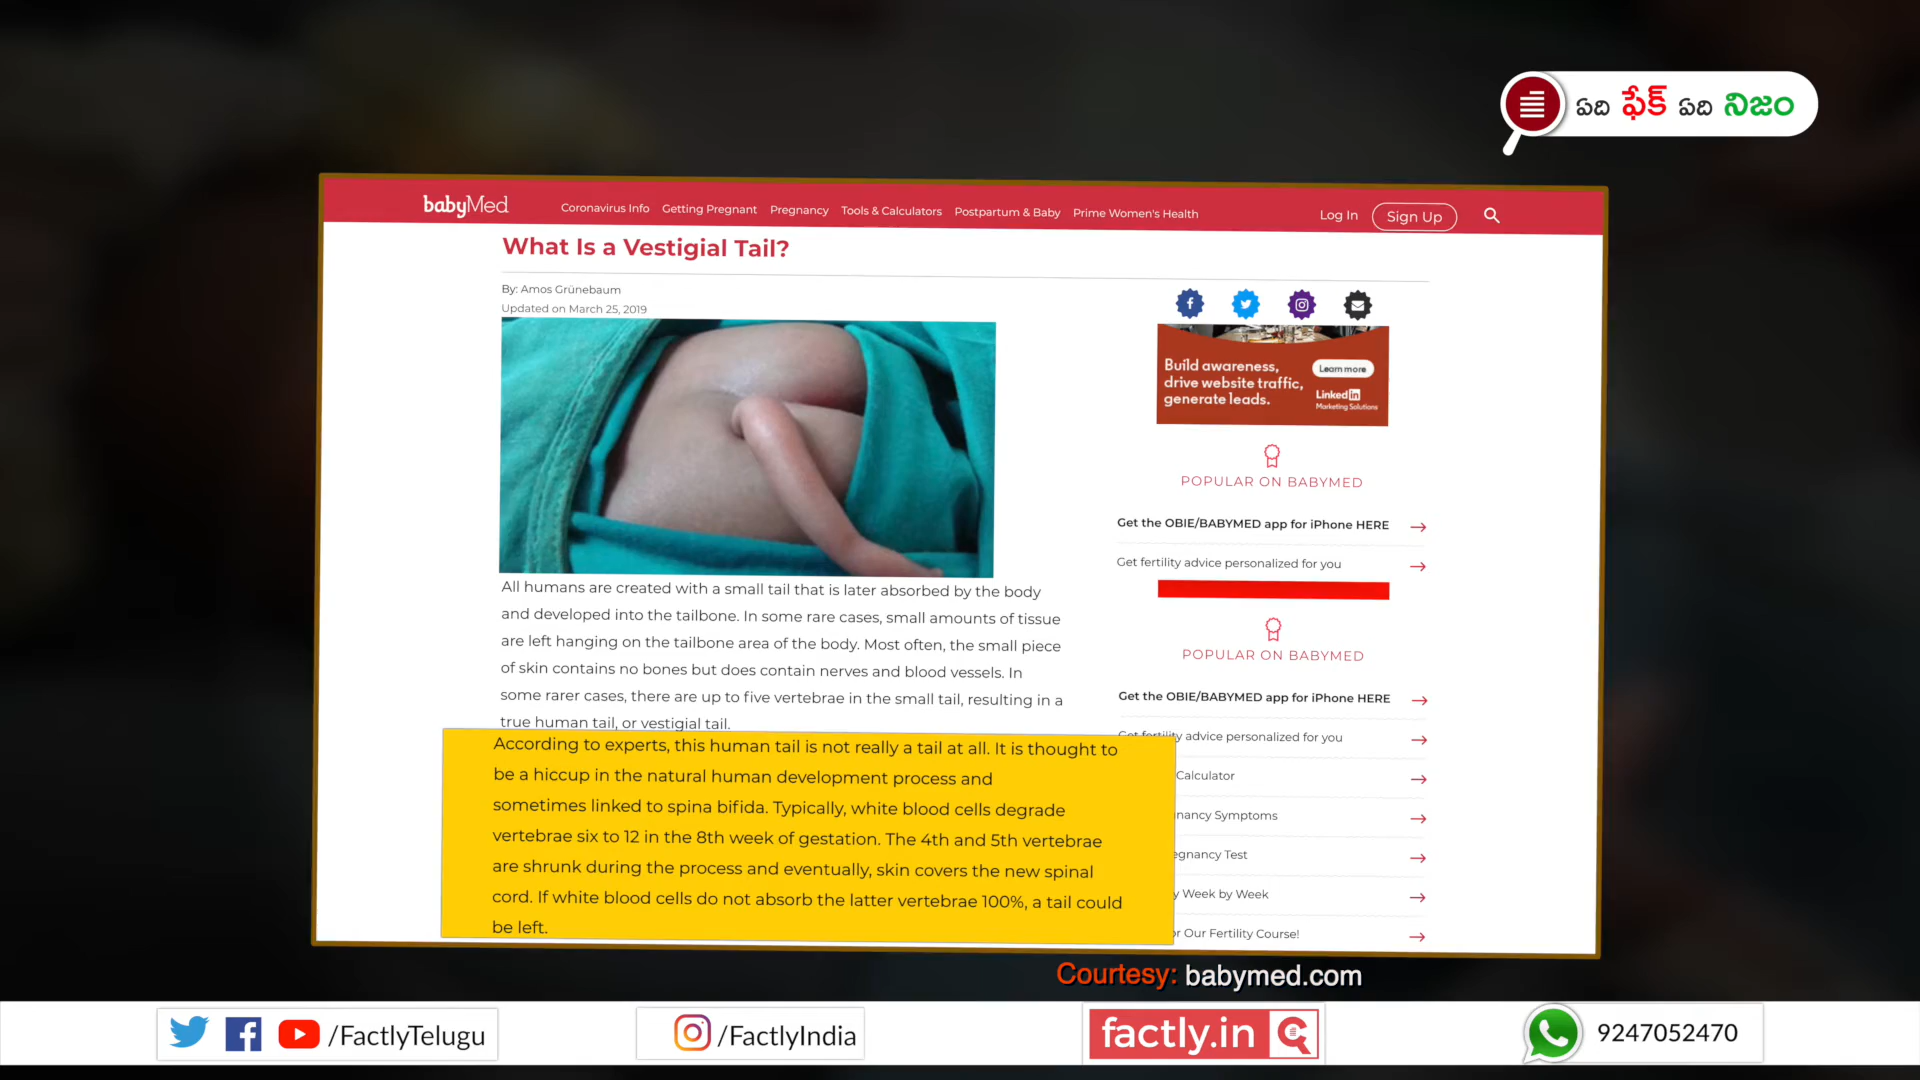 ఏది ఫేక్ ఏది నిజం
babyMed
Coronavirus Info Getting Pregnant Pregnancy Tools & Calculators Postpartum & Baby Prime Women's Health Log In Sign Up
What Is a Vestigial Tail?
By: Amos Grünebaum
Updated on March 25, 2019
All humans are created with a small tail that is later absorbed by the body
and developed into the tailbone. In some rare cases, small amounts of tissue
are left hanging on the tailbone area of the body. Most often, the small piece
of skin contains no bones but does contain nerves and blood vessels. In
some rarer cases, there are up to five vertebrae in the small tail, resulting in a
true human tail, or vestigial tail.
According to experts, this human tail is not really a tail at all. It is thought to
be a hiccup in the natural human development process and
sometimes linked to spina bifida. Typically, white blood cells degrade
vertebrae six to 12 in the 8th week of gestation. The 4th and 5th vertebrae
are shrunk during the process and eventually, skin covers the new spinal
cord. If white blood cells do not absorb the latter vertebrae 100%, a tail could
be left.
Build awareness,
drive website traffic,
generate leads.
Learn more
Linked in
Marketing Solutions
POPULAR ON BABYMED
Get the OBIE/BABYMED app for iPhone HERE
Get fertility advice personalized for you
POPULAR ON BABYMED
Get the OBIE/BABYMED app for iPhone HERE
Get fertility advice personalized for you
Calculator
nancy Symptoms
egnancy Test
y Week by Week
or Our Fertility Course!
Courtesy: babymed.com
/FactlyTelugu
/FactlyIndia
factly.in
9247052470